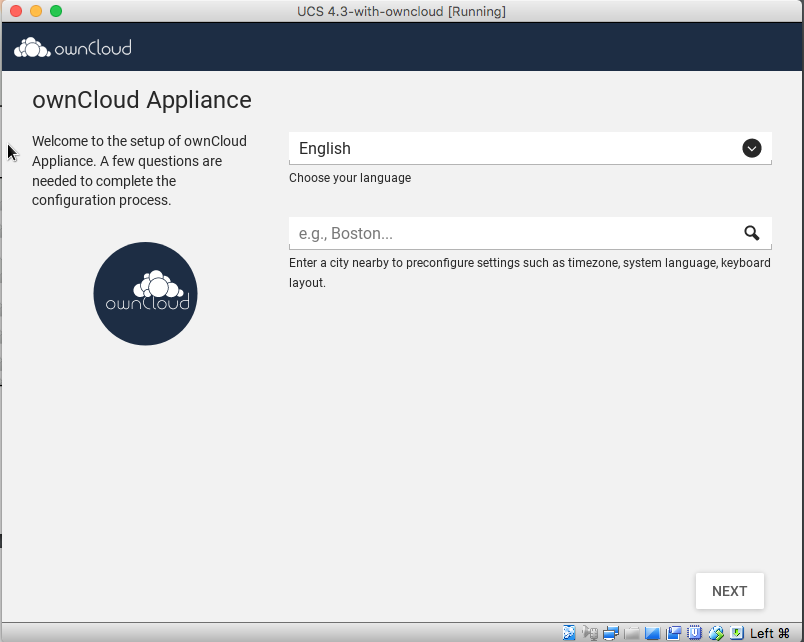 UCS 4.3-with-owncloud [Running]
ownCloud
ownCloud Appliance
Welcome to the setup of ownCloud
Appliance. A few questions are
needed to complete the
configuration process.
ownCloud
English
Choose your language
e.g., Boston...
Enter a city nearby to preconfigure settings such as timezone, system language, keyboard
layout.
NEXT
Left ⌘